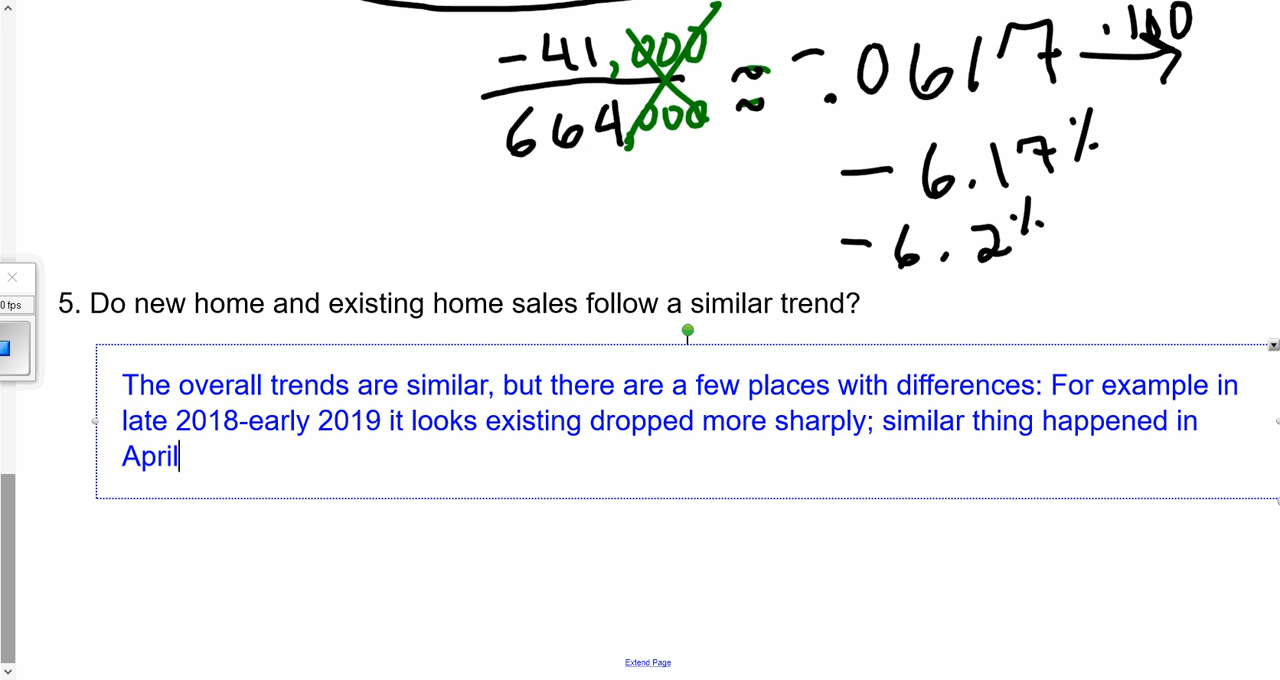 -41,000
664,000
≈ -.0617 .100
-6.17%
-6.2%
0 fps
5. Do new home and existing home sales follow a similar trend?
The overall trends are similar, but there are a few places with differences: For example in
late 2018-early 2019 it looks existing dropped more sharply; similar thing happened in
April
Extend Page